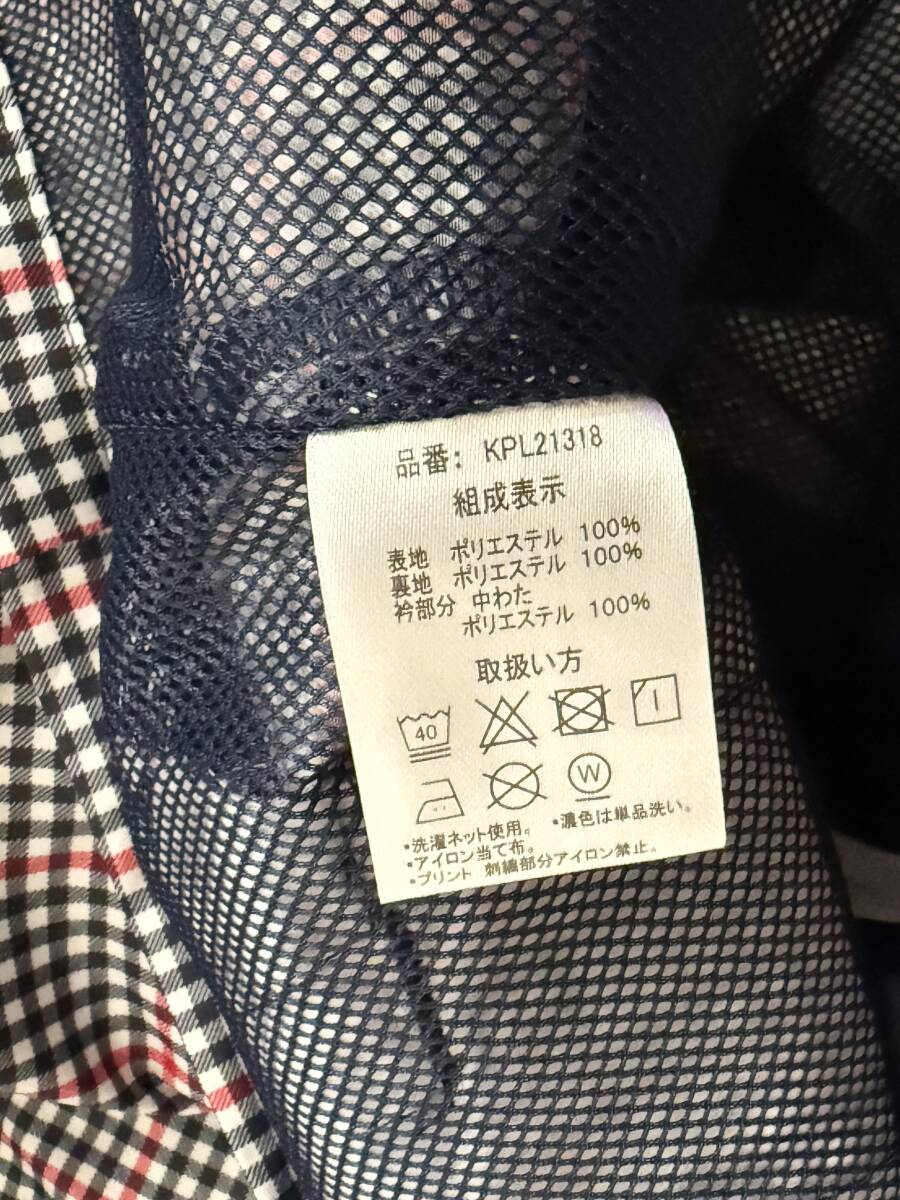 品番: KPL21318
組成表示
表地 ポリエステル 100%
裏地 ポリエステル 100%
衿部分 中わた
ポリエステル 100%
取扱い方
40
W
•洗濯ネット使用。 •濃色は単品洗い。
•アイロン当て布。
•プリント 刺繍部分アイロン禁止。